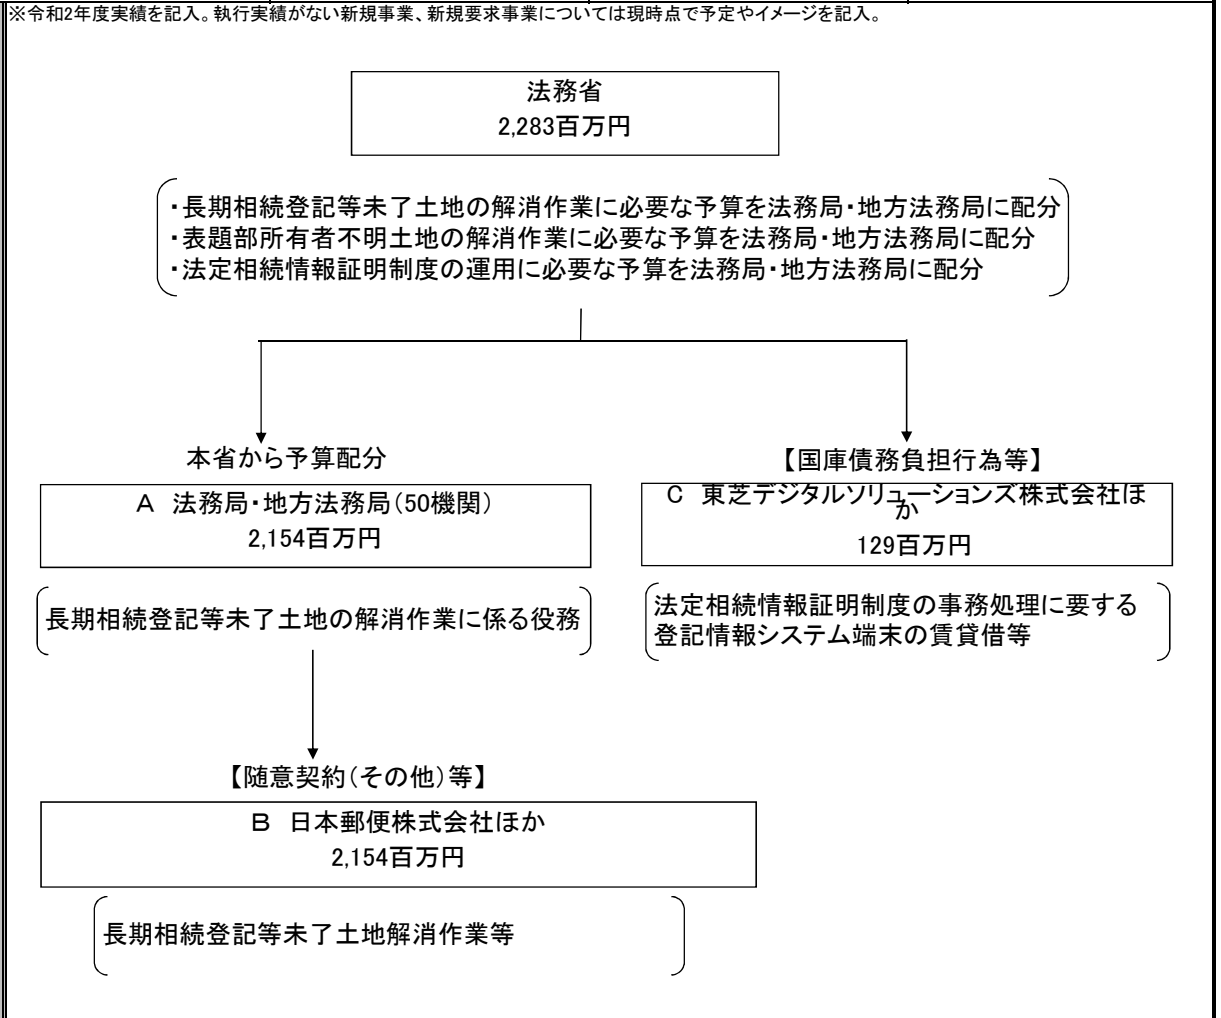 ※令和2年度実績を記入。執行実績がない新規事業、新規要求事業については現時点で予定やイメージを記入。
法務省
2,283百万円
・長期相続登記等未了土地の解消作業に必要な予算を法務局・地方法務局に配分
・表題部所有者不明土地の解消作業に必要な予算を法務局・地方法務局に配分
・法定相続情報証明制度の運用に必要な予算を法務局・地方法務局に配分
本省から予算配分
A 法務局・地方法務局(50機関)
2,154百万円
長期相続登記等未了土地の解消作業に係る役務
【国庫債務負担行為等】
C 東芝デジタルソリューションズ株式会社ほ
か
129百万円
法定相続情報証明制度の事務処理に要する
登記情報システム端末の賃貸借等
【随意契約(その他)等】
B 日本郵便株式会社ほか
2,154百万円
長期相続登記等未了土地解消作業等